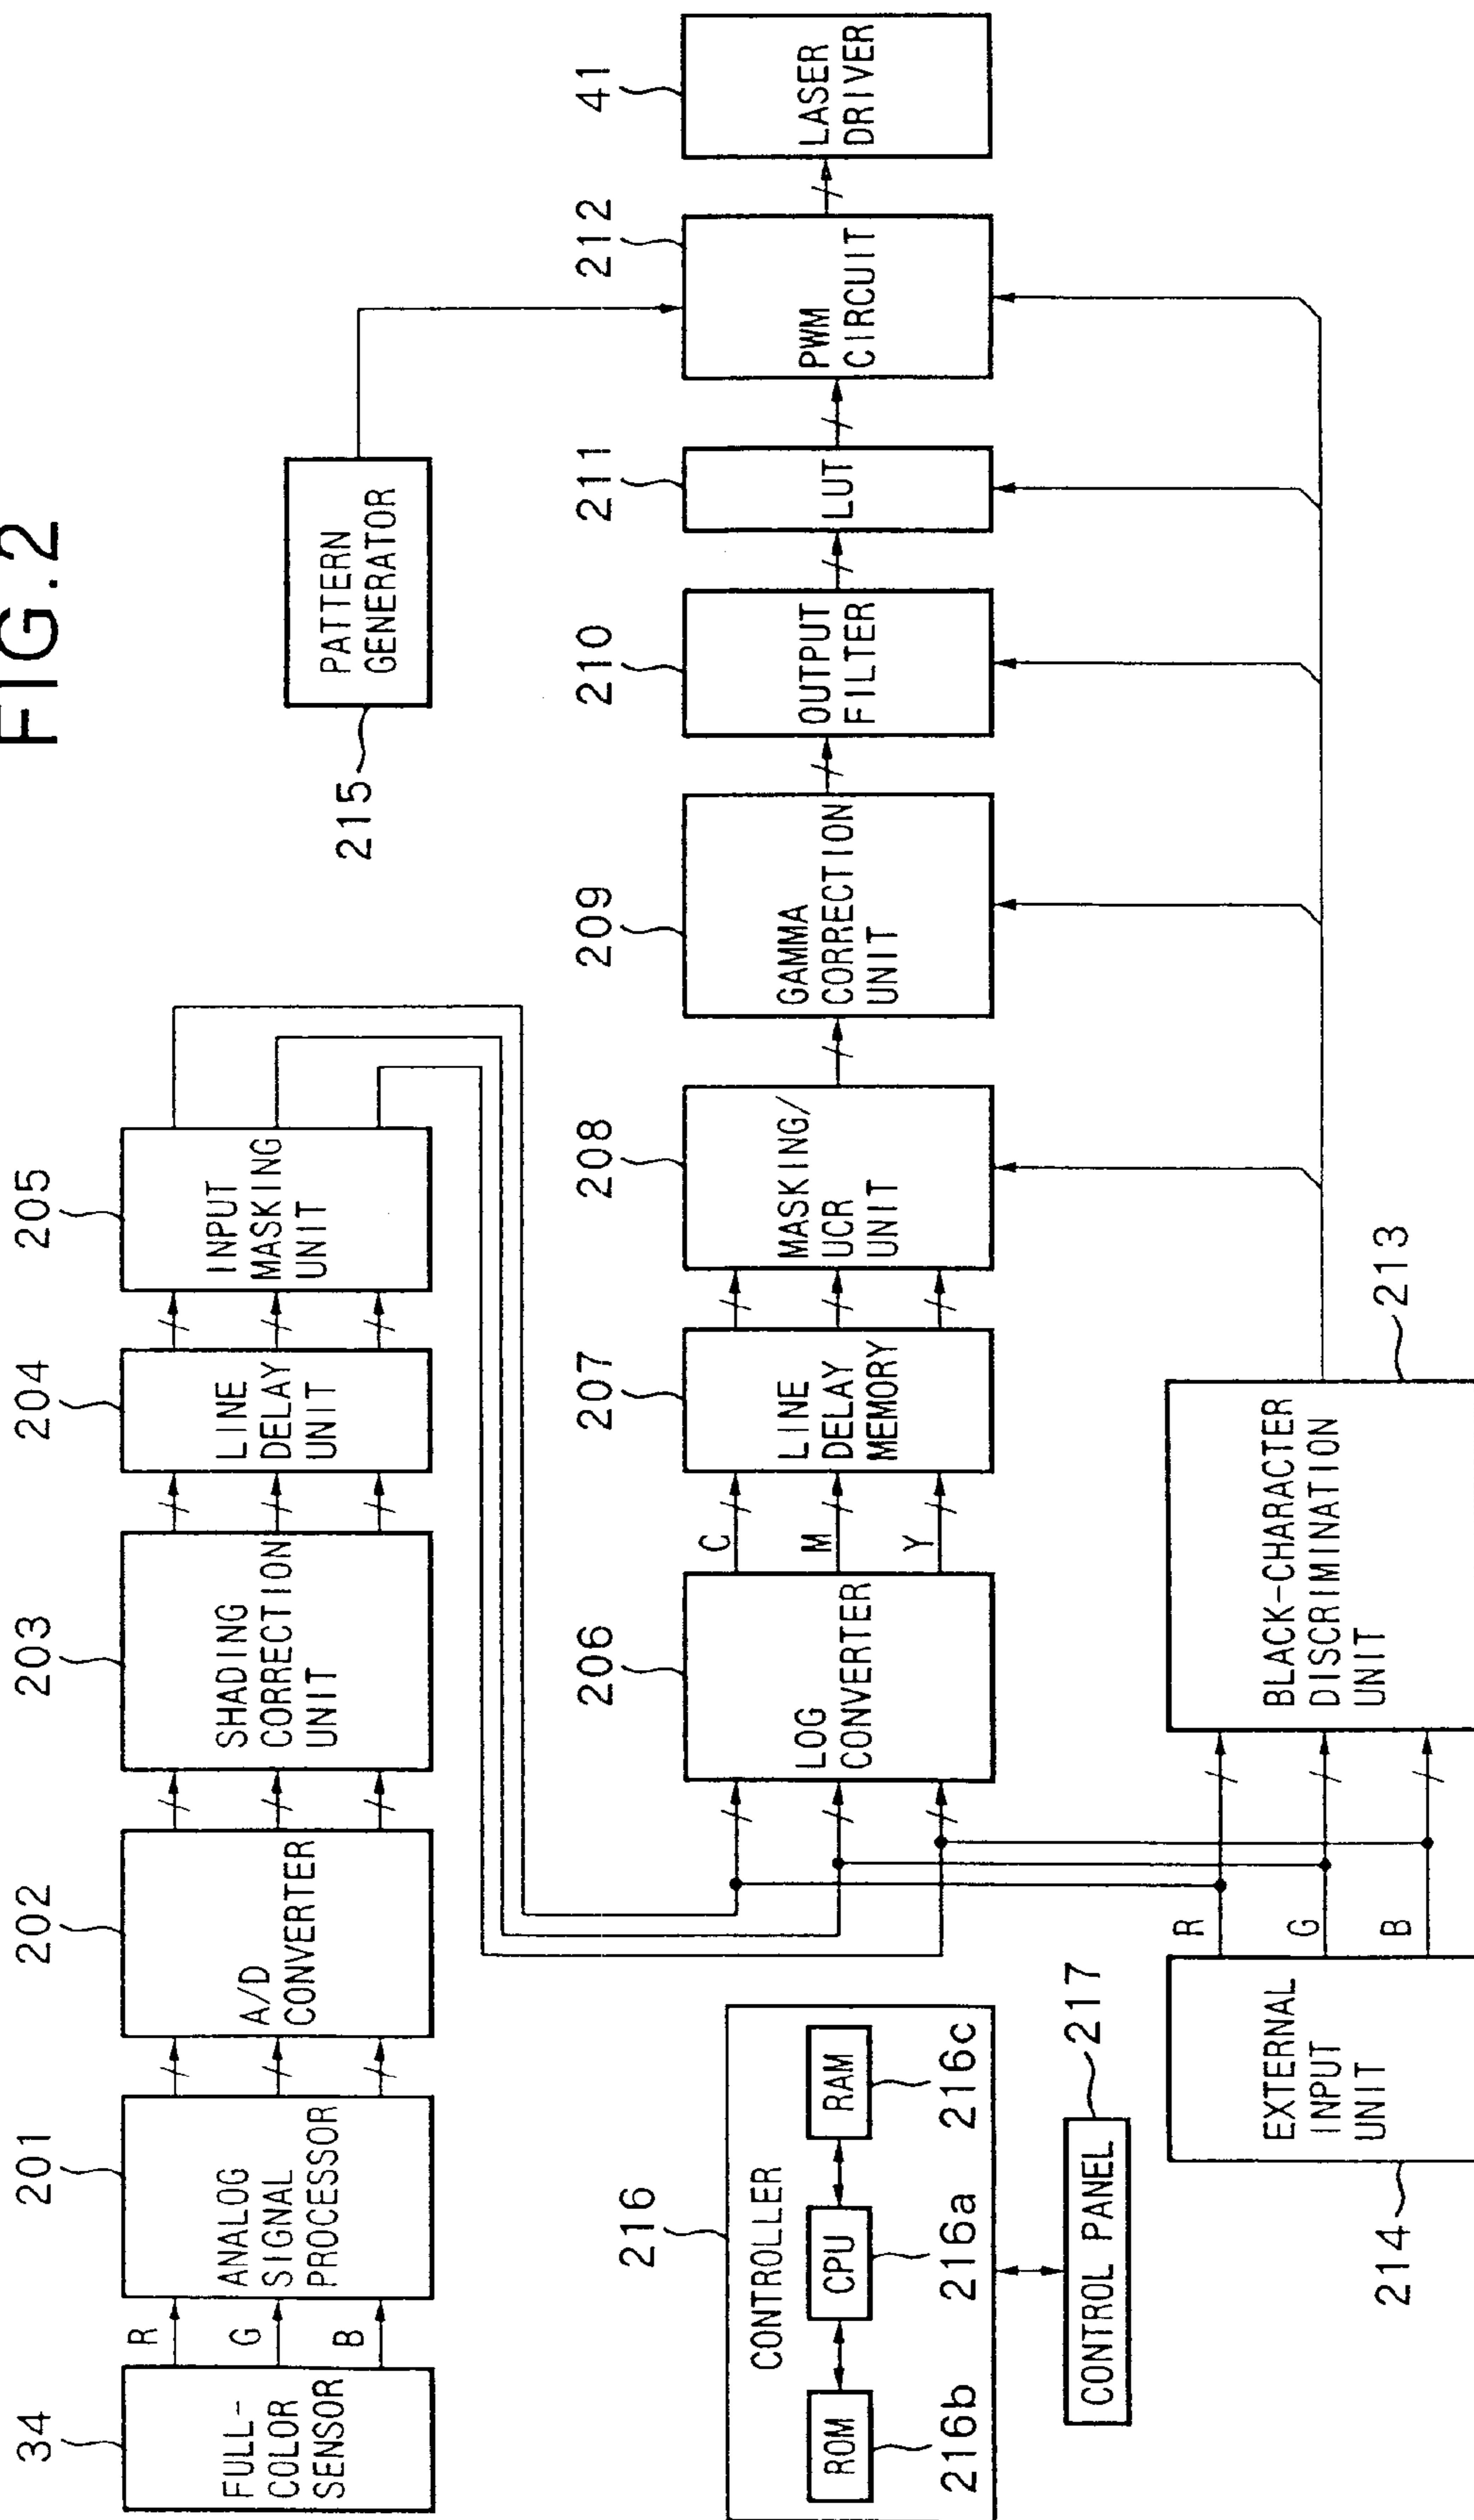 FIG.2
34
FULL-
COLOR
SENSOR
R
G
B
201
ANALOG
SIGNAL
PROCESSOR
202
A/D
CONVERTER
203
SHADING
CORRECTION
UNIT
204
LINE
DELAY
UNIT
205
INPUT
MASKING
UNIT
215
PATTERN
GENERATOR
206
LOG
CONVERTER
C
M
Y
207
LINE
DELAY
MEMORY
208
MASKING/
UCR
UNIT
209
GAMMA
CORRECTION
UNIT
210
OUTPUT
FILTER
211
LUT
212
PWM
CIRCUIT
41
LASER
DRIVER
216
CONTROLLER
ROM
CPU
RAM
216b
216a
216c
CONTROL PANEL
217
214
EXTERNAL
INPUT
UNIT
R
G
B
BLACK-CHARACTER
DISCRIMINATION
UNIT
213